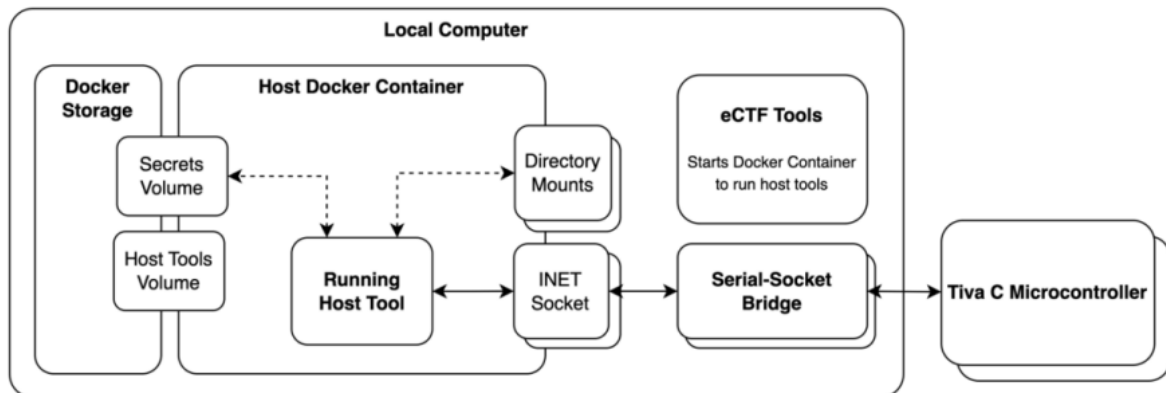 Local Computer
Docker
Storage
Host Docker Container
Secrets
Volume
Host Tools
Volume
Running
Host Tool
Directory
Mounts
INET
Socket
eCTF Tools
Starts Docker Container
to run host tools
Serial-Socket
Bridge
Tiva C Microcontroller